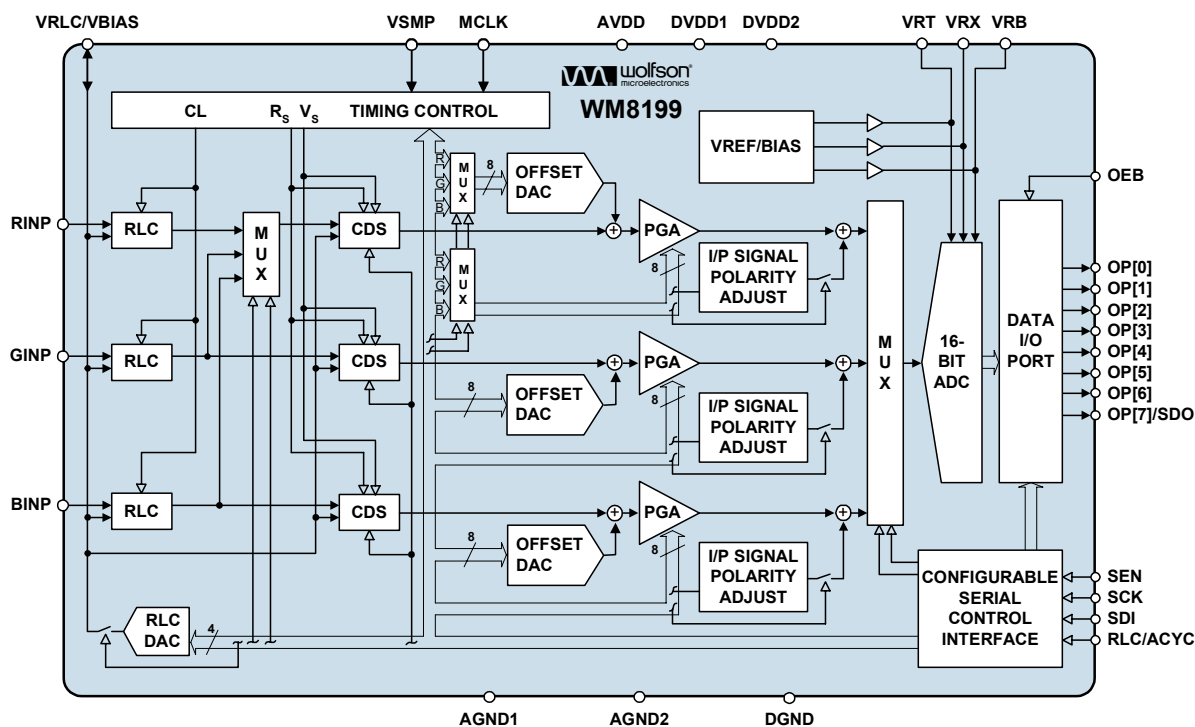 VRLC/VBIAS VSMP MCLK AVDD DVDD1 DVDD2 VRT VRX VRB
wolfson®
microelectronics
WM8199
CL RS VS TIMING CONTROL
VREF/BIAS
OEB
R
G
B
MUX
8
OFFSET
DAC
RINP
RLC
MUX
CDS
+
PGA
8
I/P SIGNAL
POLARITY
ADJUST
+
R
G
B
MUX
MUX
16-
BIT
ADC
DATA
I/O
PORT
OP[0]
OP[1]
OP[2]
OP[3]
OP[4]
OP[5]
OP[6]
OP[7]/SDO
GINP
RLC
CDS
+
PGA
8
OFFSET
DAC
8
I/P SIGNAL
POLARITY
ADJUST
+
BINP
RLC
CDS
+
PGA
8
OFFSET
DAC
8
I/P SIGNAL
POLARITY
ADJUST
+
CONFIGURABLE
SERIAL
CONTROL
INTERFACE
SEN
SCK
SDI
RLC/ACYC
RLC
DAC
4
AGND1 AGND2 DGND